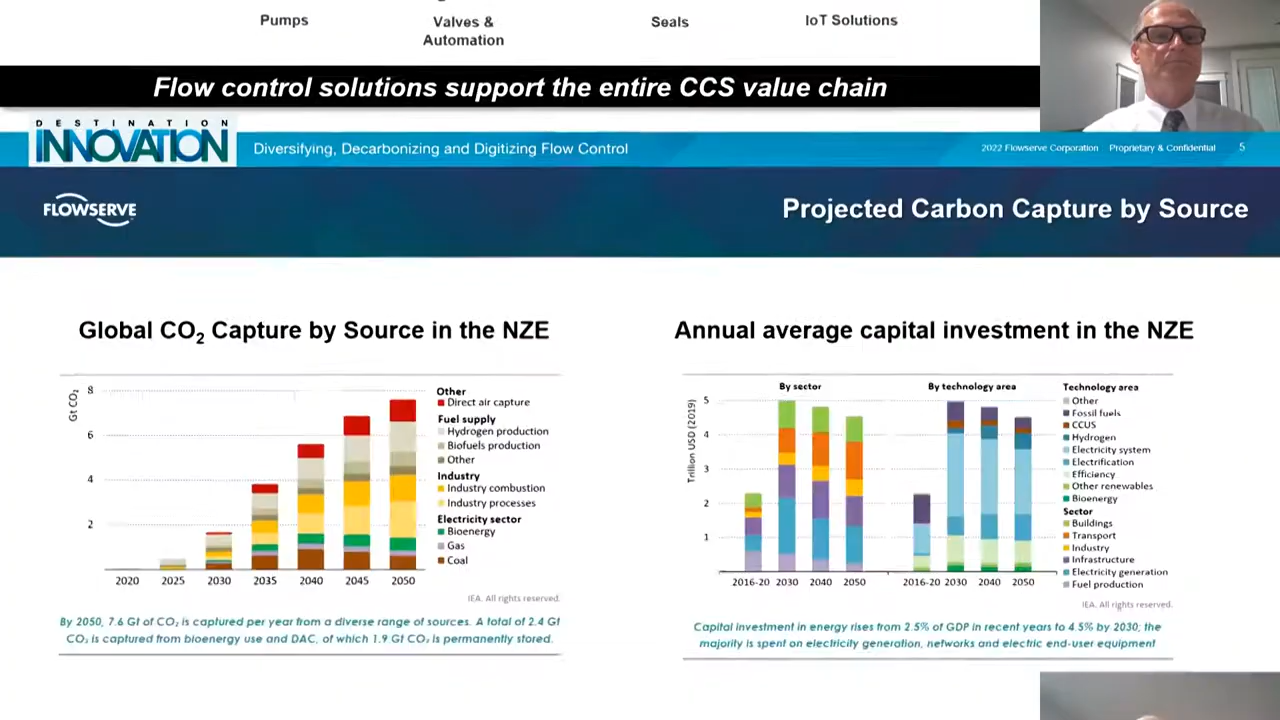 Pumps
Valves &
Automation
Seals
IoT Solutions
Flow control solutions support the entire CCS value chain
DESTINATION
INNOVATION
Diversifying, Decarbonizing and Digitizing Flow Control
2022 Flowserve Corporation Proprietary & Confidential 5
FLOWSERVE
Projected Carbon Capture by Source
Global CO₂ Capture by Source in the NZE
Gt CO₂
8
6
4
2
2020 2025 2030 2035 2040 2045 2050
Other
Direct air capture
Fuel supply
Hydrogen production
Biofuels production
Other
Industry
Industry combustion
Industry processes
Electricity sector
Bioenergy
Gas
Coal
IEA. All rights reserved.
By 2050, 7.6 Gt of CO₂ is captured per year from a diverse range of sources. A total of 2.4 Gt
CO₂ is captured from bioenergy use and DAC, of which 1.9 Gt CO₂ is permanently stored.
Annual average capital investment in the NZE
By sector
By technology area
Trillion USD (2019)
5
4
3
2
1
2016-20 2030 2040 2050
2016-20 2030 2040 2050
Technology area
Other
Fossil fuels
CCUS
Hydrogen
Electricity system
Electrification
Efficiency
Other renewables
Bioenergy
Sector
Buildings
Transport
Industry
Infrastructure
Electricity generation
Fuel production
IEA. All rights reserved.
Capital investment in energy rises from 2.5% of GDP in recent years to 4.5% by 2030; the
majority is spent on electricity generation, networks and electric end-user equipment